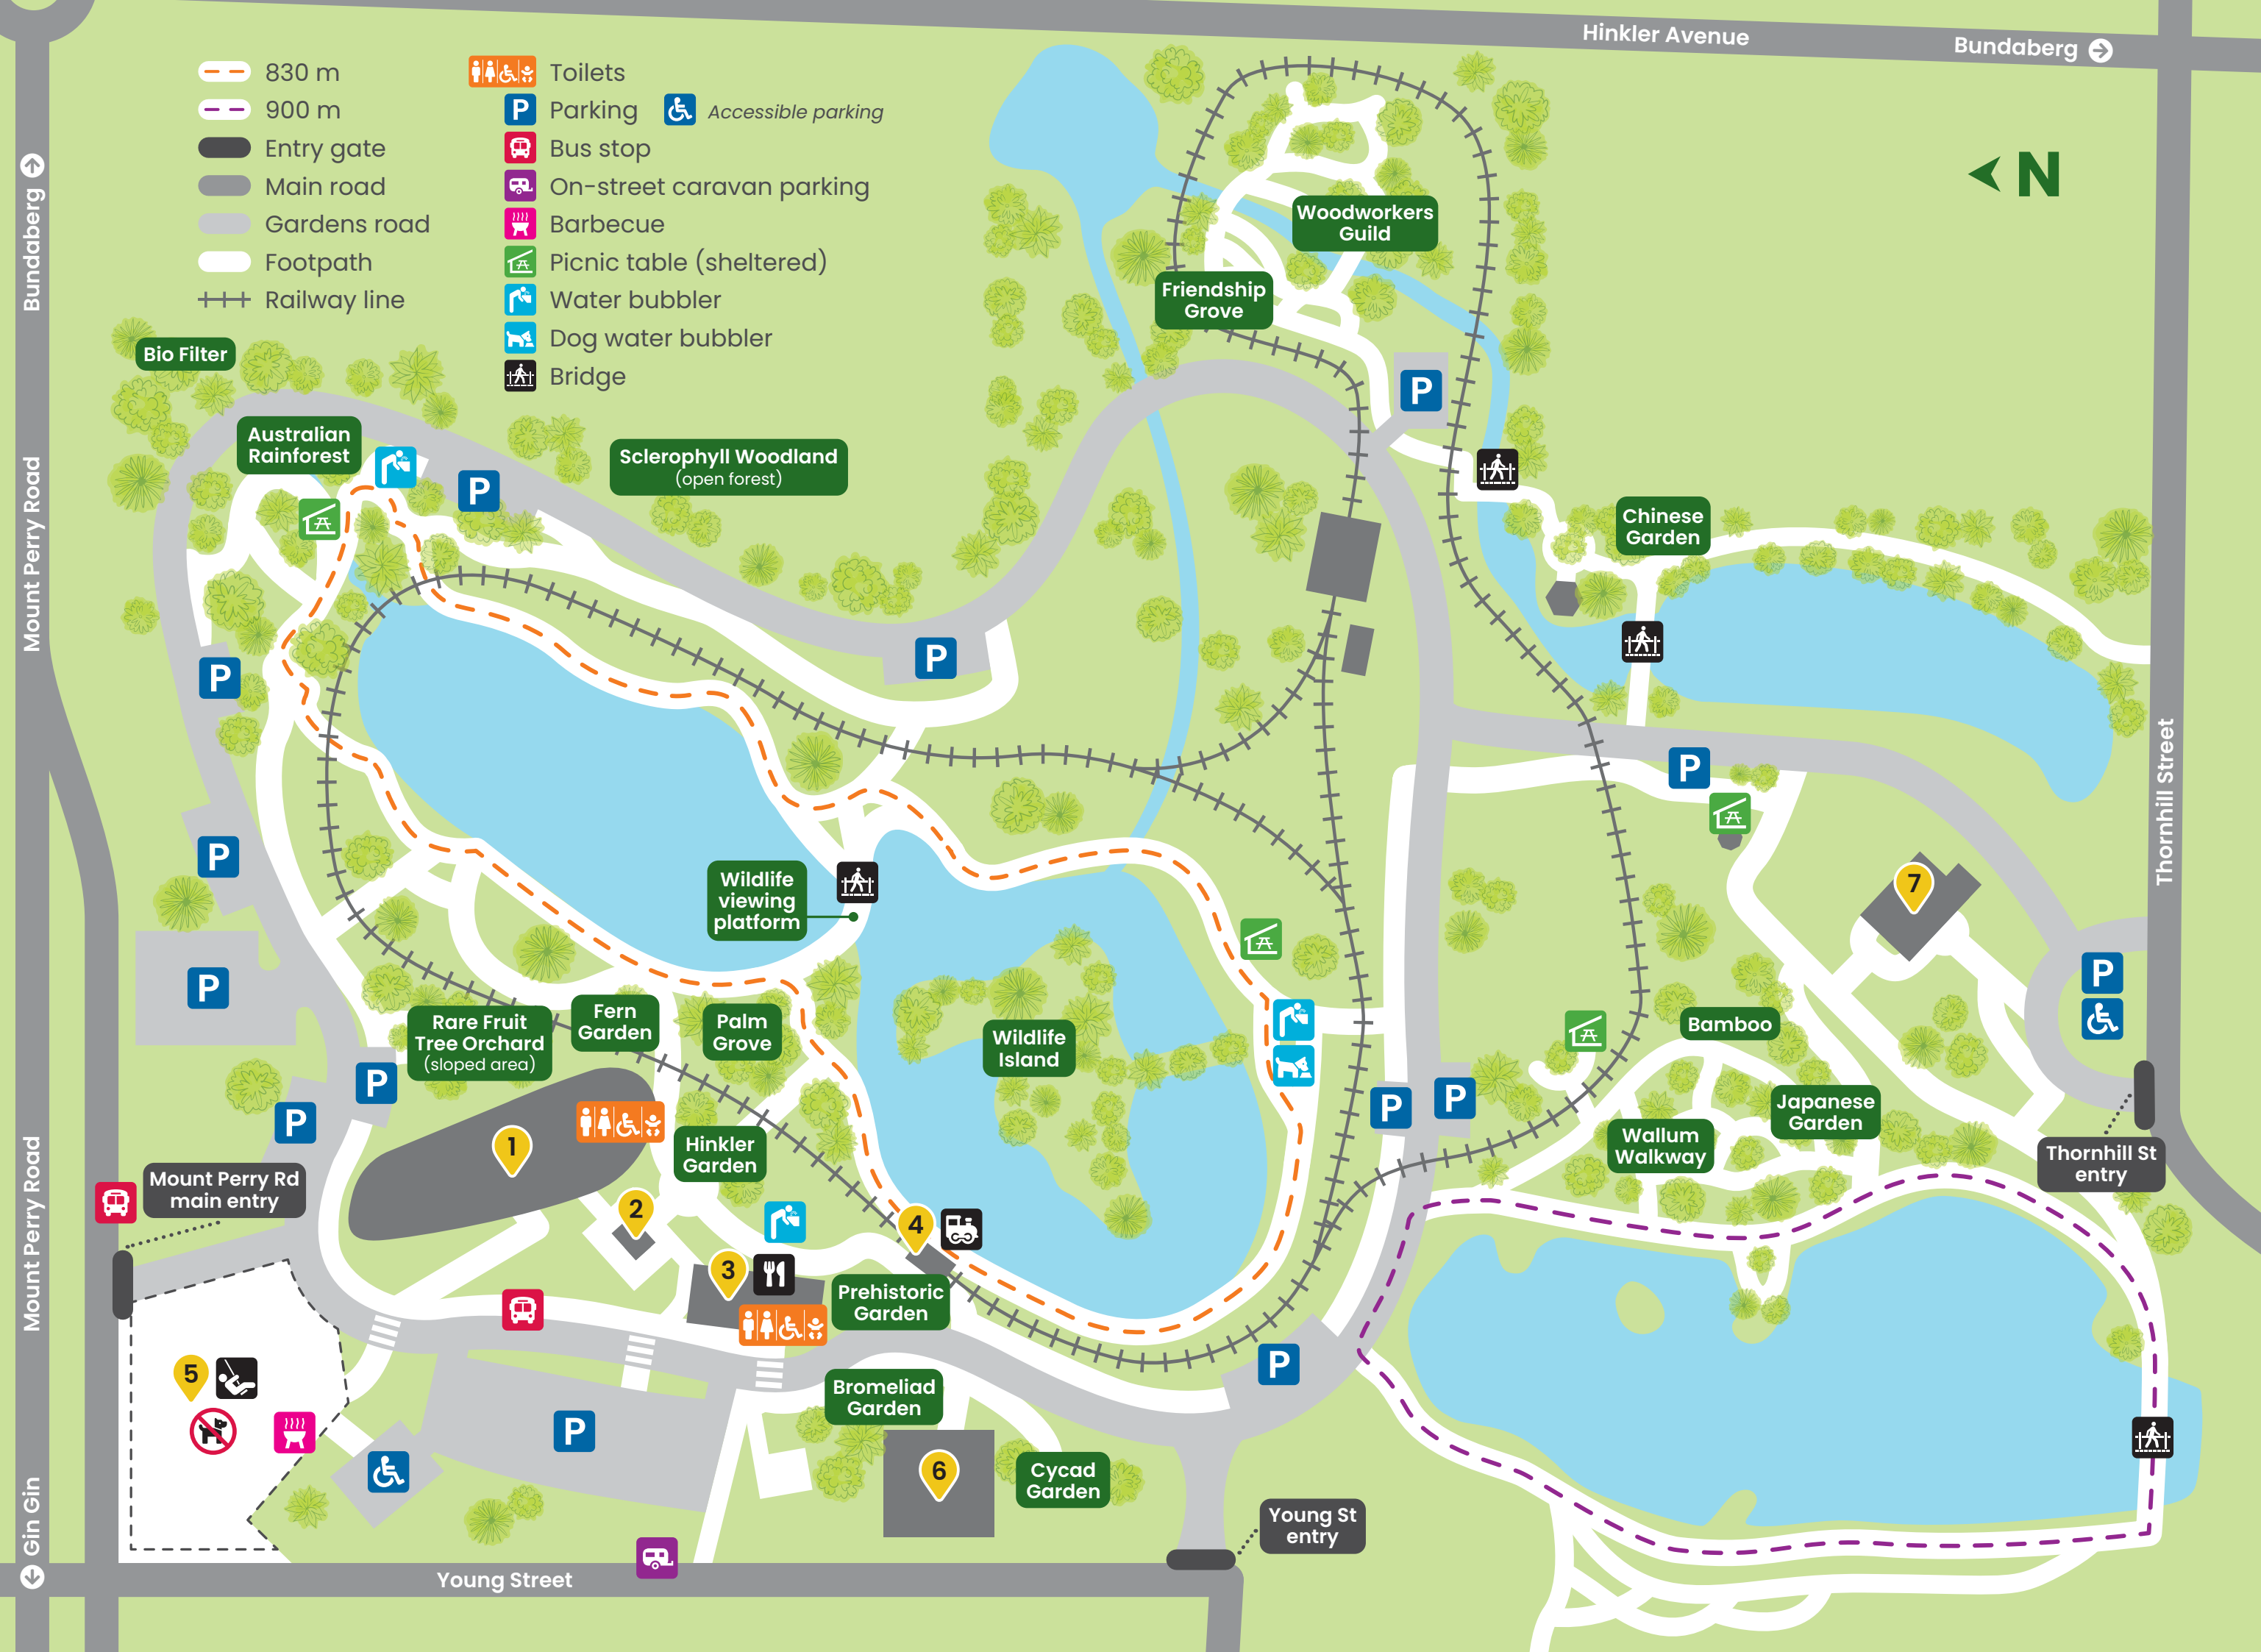 Hinkler Avenue
Bundaberg
N
830 m
900 m
Entry gate
Main road
Gardens road
Footpath
Railway line
Toilets
P
Parking
Accessible parking
Bus stop
On-street caravan parking
Barbecue
Picnic table (sheltered)
Water bubbler
Dog water bubbler
Bridge
Bundaberg
Mount Perry Road
Mount Perry Road
Gin Gin
Woodworkers
Guild
Friendship
Grove
P
Bio Filter
Australian
Rainforest
P
Sclerophyll Woodland
(open forest)
Chinese
Garden
P
P
P
P
Thornhill Street
Wildlife
viewing
platform
7
P
P
Rare Fruit
Tree Orchard
(sloped area)
Fern
Garden
Palm
Grove
Wildlife
Island
Bamboo
P
P
P
P
Japanese
Garden
Wallum
Walkway
Thornhill St
entry
1
Hinkler
Garden
Mount Perry Rd
main entry
2
4
3
Prehistoric
Garden
P
5
Bromeliad
Garden
P
6
Cycad
Garden
Young St
entry
Young Street